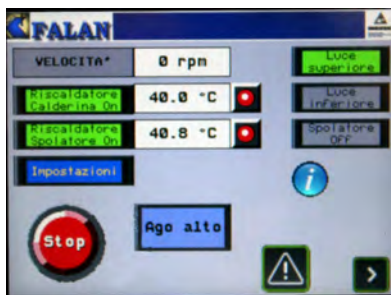 FALAN
VELOCITA' 0 rpm
Luce
superiore
Riscaldatore
Calderina On
40.0 °C
Luce
inferiore
Riscaldatore
Spolatore On
40.8 °C
Spolatore
OFF
Impostazioni
i
Stop
Ago alto